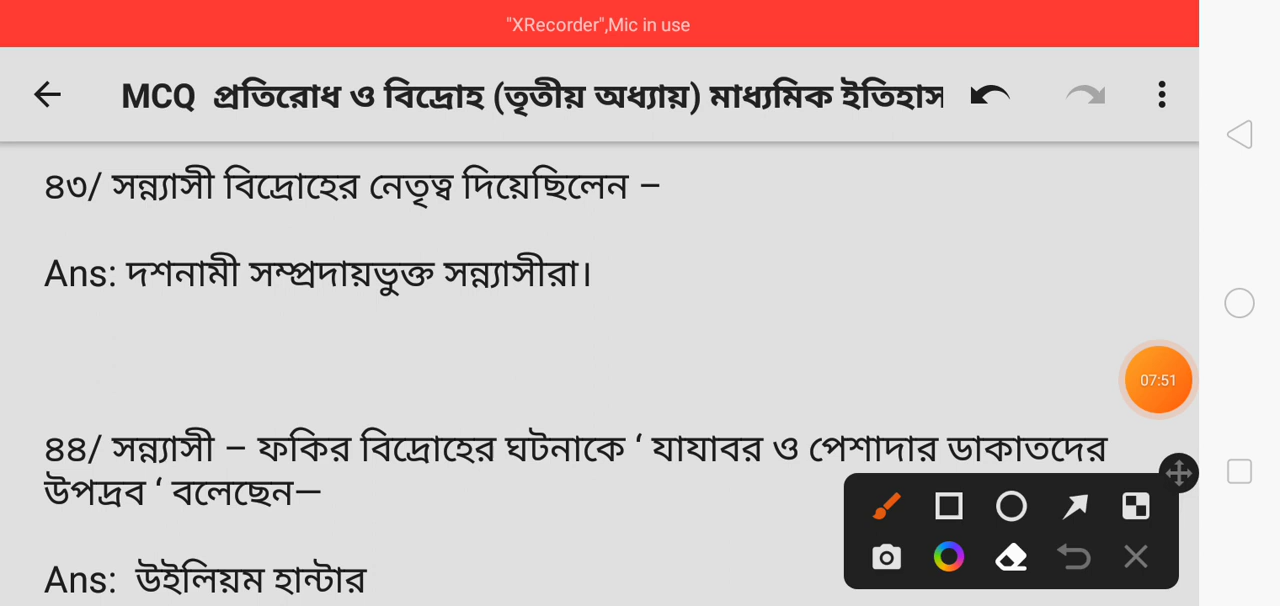 "XRecorder",Mic in use
MCQ প্রতিরোধ ও বিদ্রোহ (তৃতীয় অধ্যায়) মাধ্যমিক ইতিহাস
৪৩/ সন্ন্যাসী বিদ্রোহের নেতৃত্ব দিয়েছিলেন –
Ans: দশনামী সম্প্রদায়ভুক্ত সন্ন্যাসীরা।
07:51
৪৪/ সন্ন্যাসী – ফকির বিদ্রোহের ঘটনাকে ‘ যাযাবর ও পেশাদার ডাকাতদের
উপদ্রব ‘ বলেছেন—
Ans: উইলিয়ম হান্টার